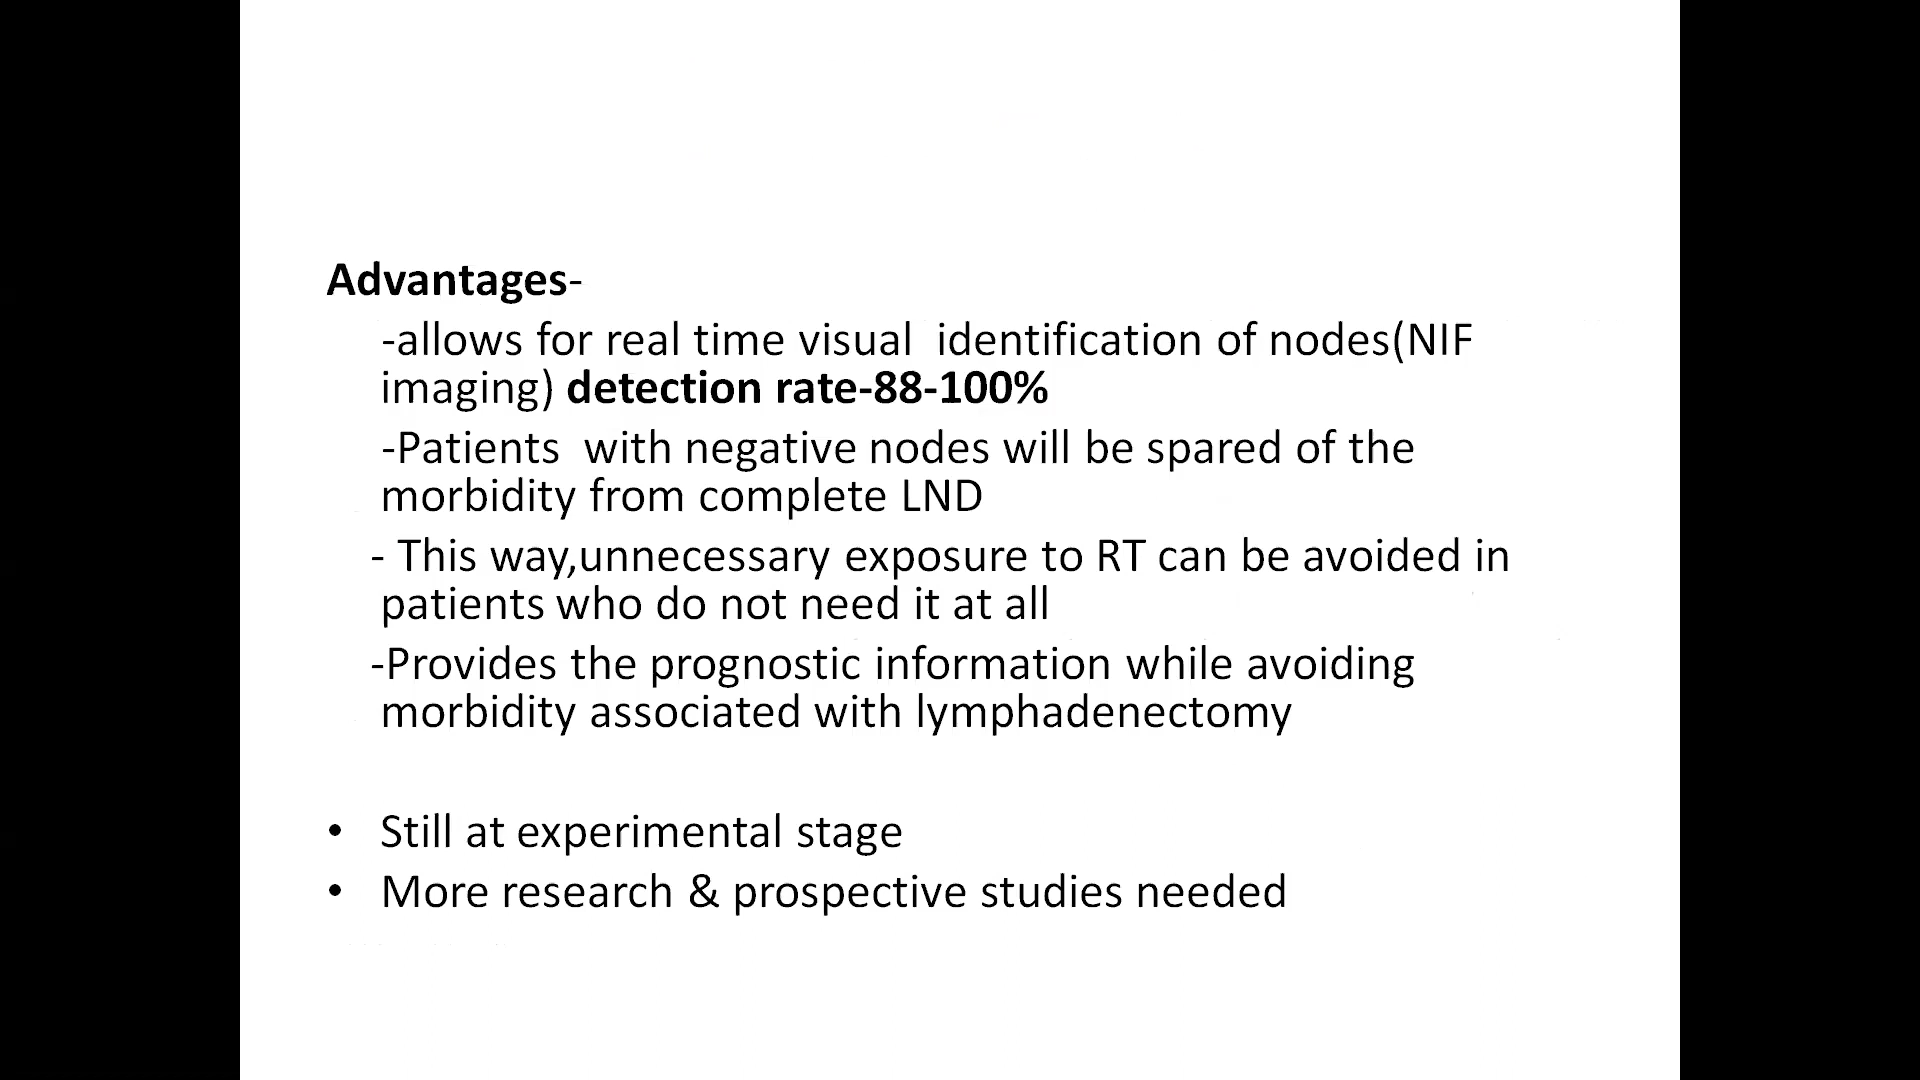 Advantages-
-allows for real time visual identification of nodes(NIF
imaging) detection rate-88-100%
-Patients with negative nodes will be spared of the
morbidity from complete LND
- This way,unnecessary exposure to RT can be avoided in
patients who do not need it at all
-Provides the prognostic information while avoiding
morbidity associated with lymphadenectomy
• Still at experimental stage
• More research & prospective studies needed